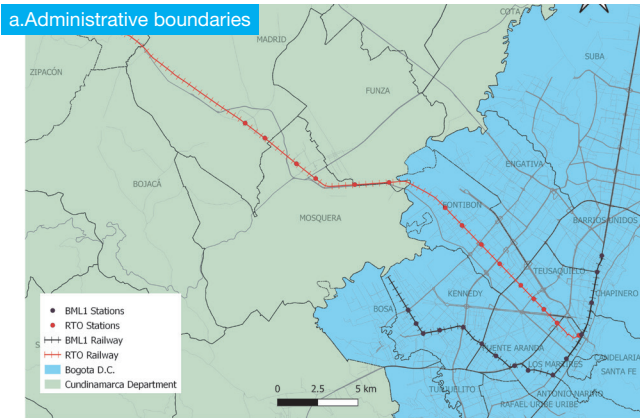 a.Administrative boundaries
COTA
MADRID
SUBA
ZIPACÓN
FUNZA
ENGATIVA
BOJACÁ
MOSQUERA
FONTIBON
BARRIOS UNIDOS
TEUSAQUILLO
KENNEDY
CHAPINERO
BOSA
PUENTE ARANDA
LOS MARTIRES
CANDELARIA
SANTA FE
TUNJUELITO
ANTONIO NARIÑO
RAFAEL URIBE URIBE
BML1 Stations
RTO Stations
BML1 Railway
RTO Railway
Bogota D.C.
Cundinamarca Department
0 2.5 5 km